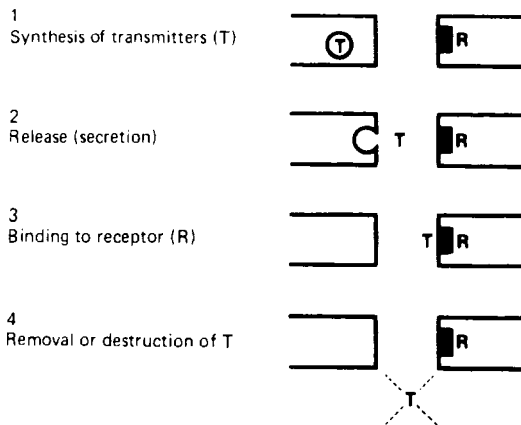 1
Synthesis of transmitters (T)
T
R
2
Release (secretion)
T
R
3
Binding to receptor (R)
T
R
4
Removal or destruction of T
R
T